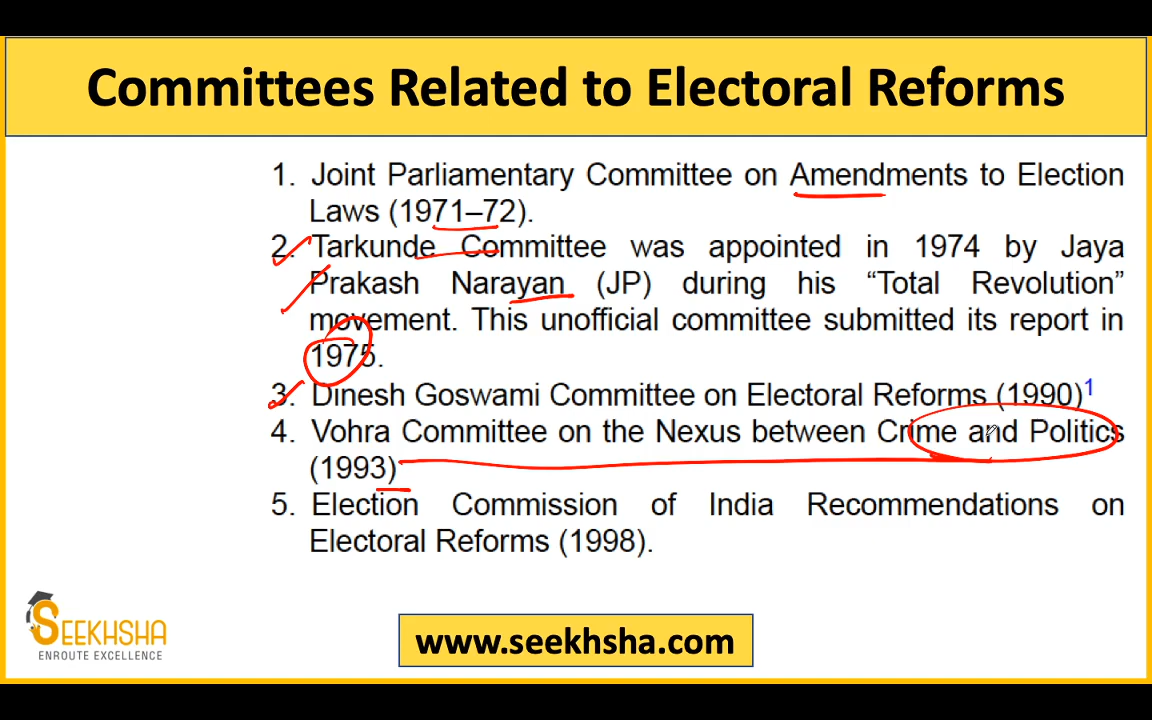 Committees Related to Electoral Reforms
1. Joint Parliamentary Committee on Amendments to Election
Laws (1971–72).
2. Tarkunde Committee was appointed in 1974 by Jaya
Prakash Narayan (JP) during his “Total Revolution”
movement. This unofficial committee submitted its report in
1975.
3. Dinesh Goswami Committee on Electoral Reforms (1990)1
4. Vohra Committee on the Nexus between Crime and Politics
(1993)
5. Election Commission of India Recommendations on
Electoral Reforms (1998).
SEEKHSHA
ENROUTE EXCELLENCE
www.seekhsha.com